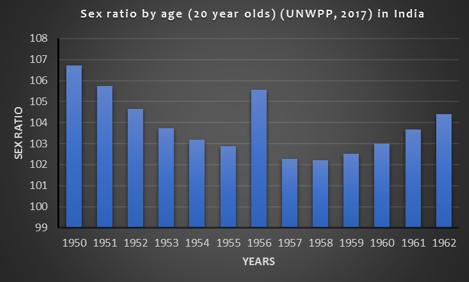 Sex ratio by age (20 year olds) (UNWPP, 2017) in India
108
107
106
105
104
103
102
101
100
99
SEX RATIO
1950 1951 1952 1953 1954 1955 1956 1957 1958 1959 1960 1961 1962
YEARS